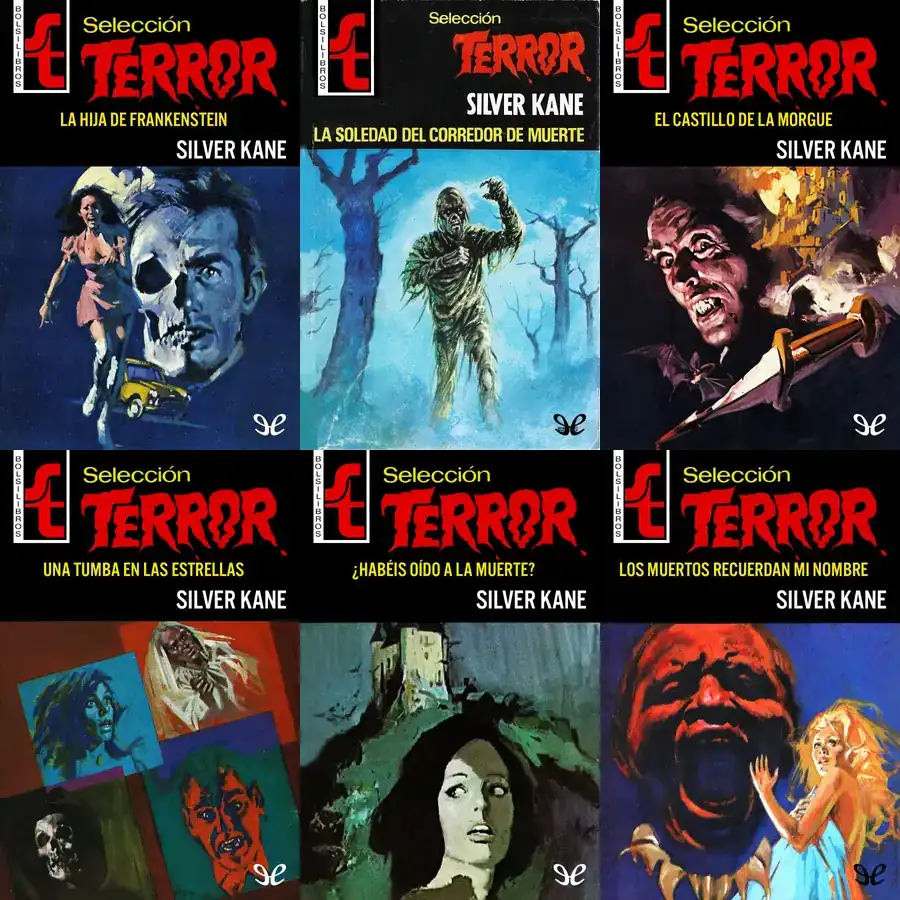 BOLSILIBROS
Selección
TERROR
LA HIJA DE FRANKENSTEIN
SILVER KANE
BOLSILIBROS
Selección
TERROR
SILVER KANE
LA SOLEDAD DEL CORREDOR DE MUERTE
BOLSILIBROS
Selección
TERROR
EL CASTILLO DE LA MORGUE
SILVER KANE
BOLSILIBROS
Selección
TERROR
UNA TUMBA EN LAS ESTRELLAS
SILVER KANE
BOLSILIBROS
Selección
TERROR
¿HABÉIS OÍDO A LA MUERTE?
SILVER KANE
BOLSILIBROS
Selección
TERROR
LOS MUERTOS RECUERDAN MI NOMBRE
SILVER KANE